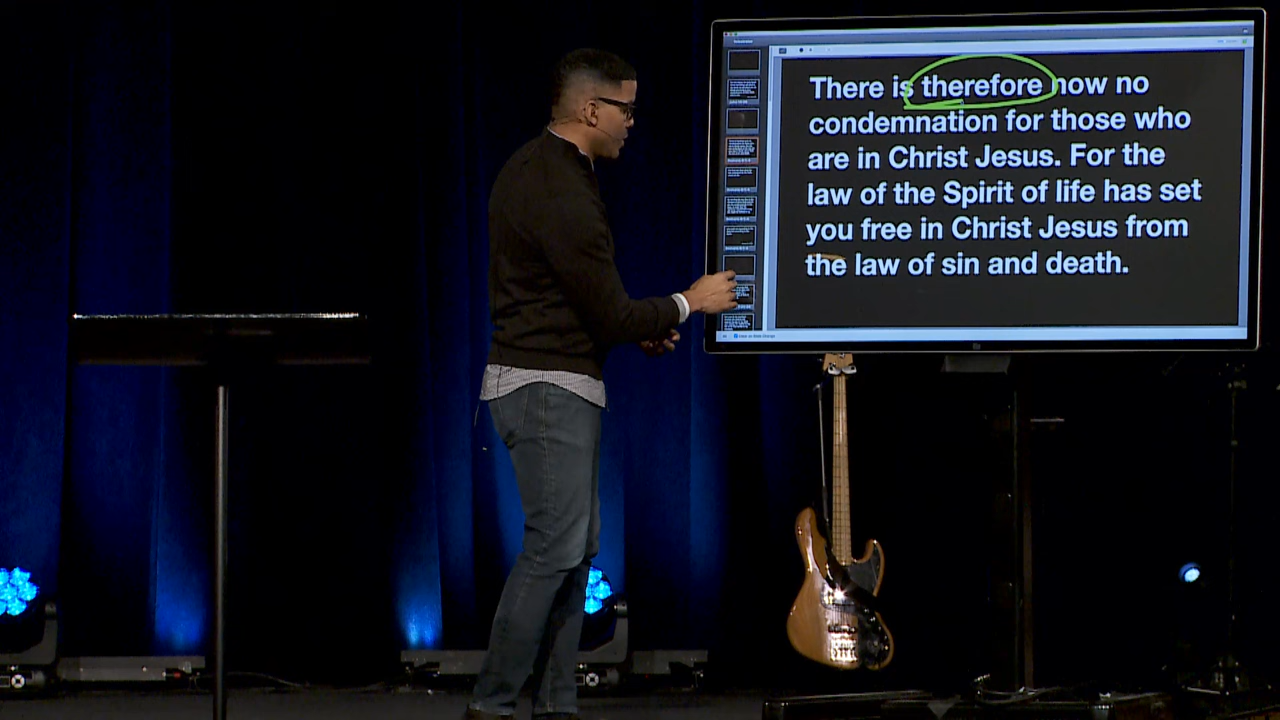 There is therefore now no
condemnation for those who
are in Christ Jesus. For the
law of the Spirit of life has set
you free in Christ Jesus from
the law of sin and death.